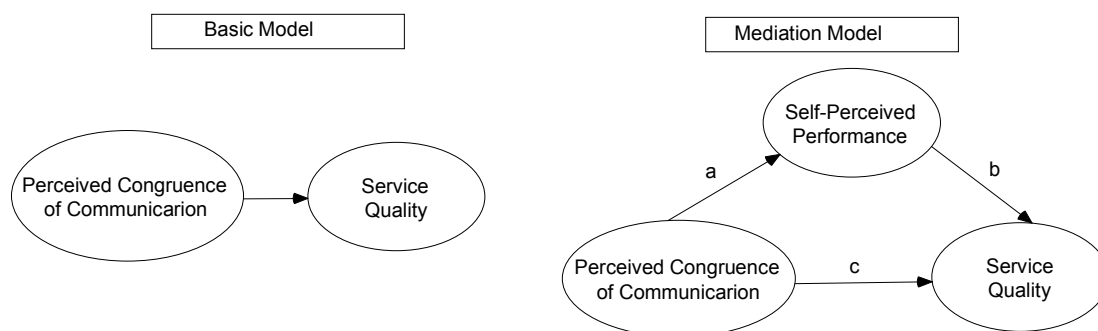 Basic Model
Perceived Congruence
of Communicarion
Service
Quality
Mediation Model
Self-Perceived
Performance
a
b
Perceived Congruence
of Communicarion
c
Service
Quality